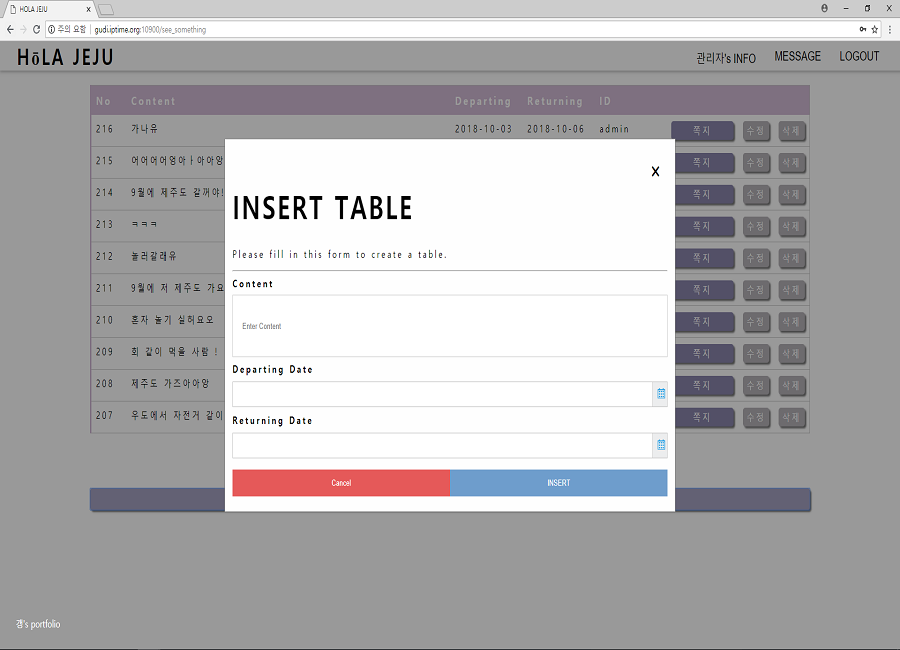 HOLA JEJU
주의 요함 | gudi.iptime.org:10900/see_something
HōLA JEJU
관리자's INFO MESSAGE LOGOUT
No Content Departing Returning ID
216 가나유 2018-10-03 2018-10-06 admin 쪽지 수정 삭제
215 어어어어영아ㅏ아아앙 쪽지 수정 삭제
214 9월에 제주도 갈꺼야! 쪽지 수정 삭제
213 ㅋㅋㅋ 쪽지 수정 삭제
212 놀러갈래유 쪽지 수정 삭제
211 9월에 저 제주도 가요 쪽지 수정 삭제
210 혼자 놀기 실허요오 쪽지 수정 삭제
209 회 같이 먹을 사람 ! 쪽지 수정 삭제
208 제주도 가즈아아앙 쪽지 수정 삭제
207 우도에서 자전거 같이 쪽지 수정 삭제
X
INSERT TABLE
Please fill in this form to create a table.
Content
Enter Content
Departing Date
Returning Date
Cancel INSERT
갱's portfolio